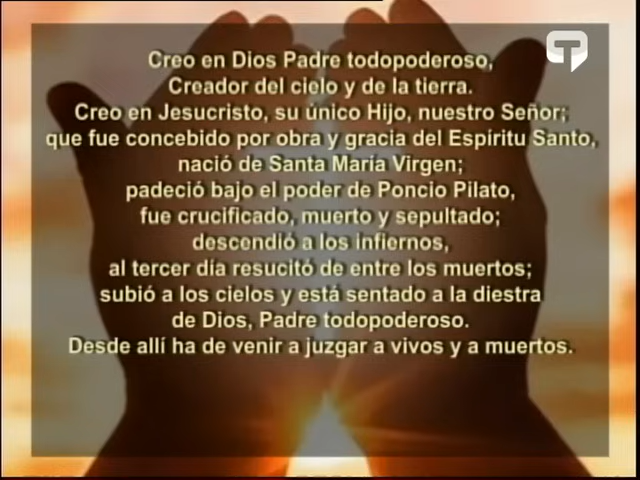 Creo en Dios Padre todopoderoso,
Creador del cielo y de la tierra.
Creo en Jesucristo, su único Hijo, nuestro Señor;
que fue concebido por obra y gracia del Espíritu Santo,
nació de Santa María Virgen;
padeció bajo el poder de Poncio Pilato,
fue crucificado, muerto y sepultado;
descendió a los infiernos,
al tercer día resucitó de entre los muertos;
subió a los cielos y está sentado a la diestra
de Dios, Padre todopoderoso.
Desde allí ha de venir a juzgar a vivos y a muertos.